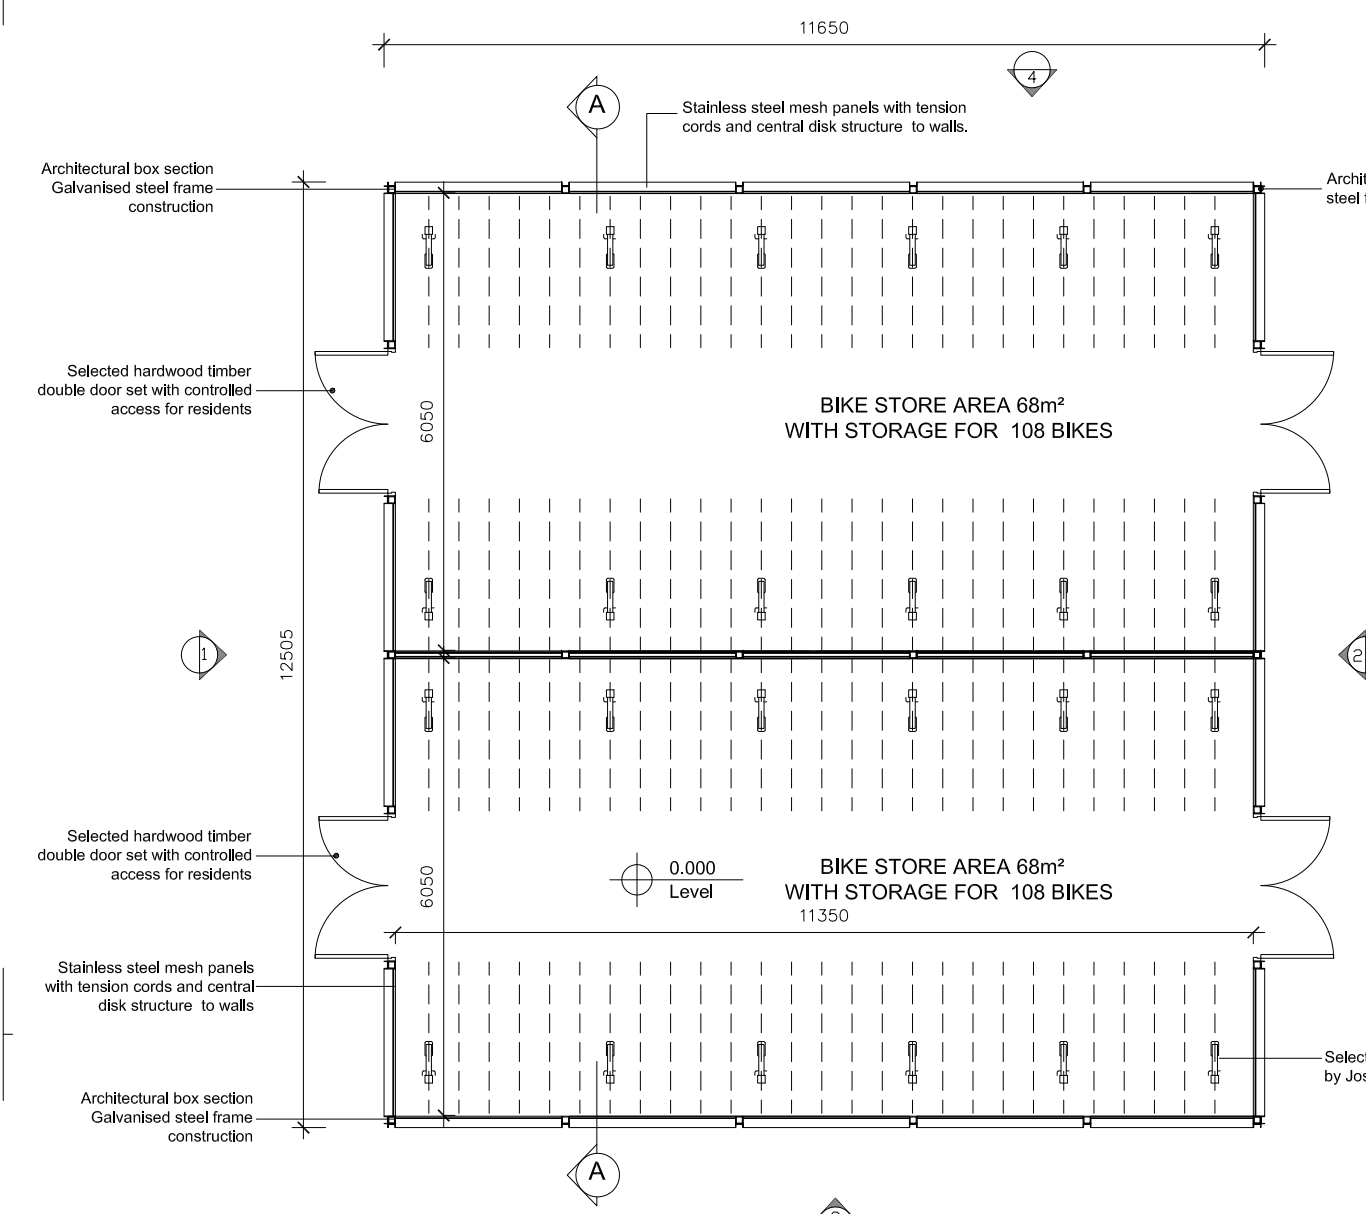 11650
4
A
Stainless steel mesh panels with tension
cords and central disk structure to walls.
Architectural box section
Galvanised steel frame
construction
steel
Selected hardwood timber
double door set with controlled
access for residents
6050
BIKE STORE AREA 68m²
WITH STORAGE FOR 108 BIKES
12505
1
2
Selected hardwood timber
double door set with controlled
access for residents
6050
0.000
Level
BIKE STORE AREA 68m²
WITH STORAGE FOR 108 BIKES
11350
Stainless steel mesh panels
with tension cords and central
disk structure to walls
by
Architectural box section
Galvanised steel frame
construction
A